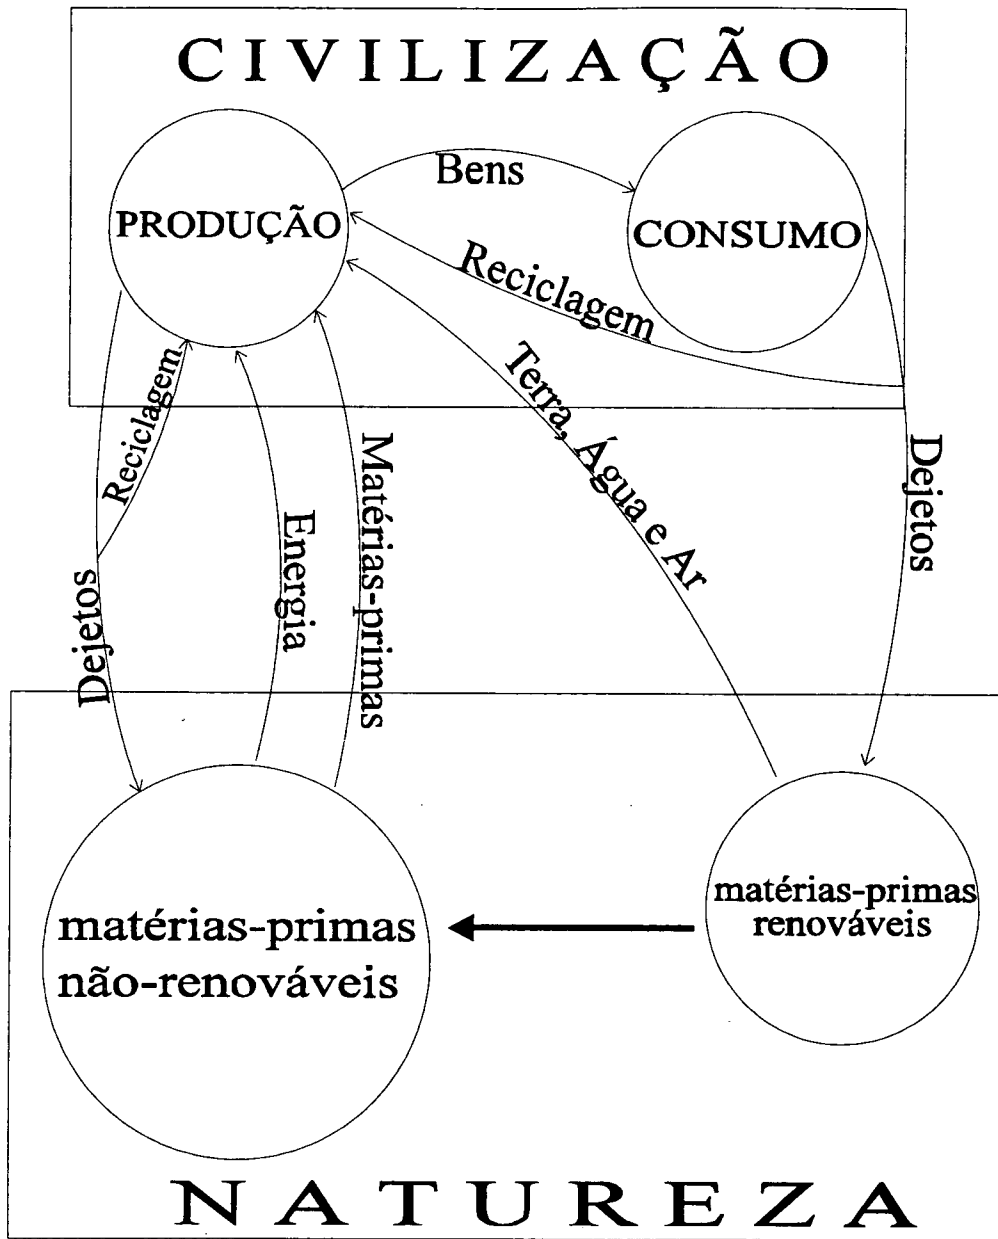 CIVILIZAÇÃO
Bens
PRODUÇÃO
CONSUMO
Reciclagem
Reciclagem
Terra, Água e Ar
Matérias-primas
Dejetos
Energia
Dejetos
matérias-primas
renováveis
matérias-primas
não-renováveis
NATUREZA